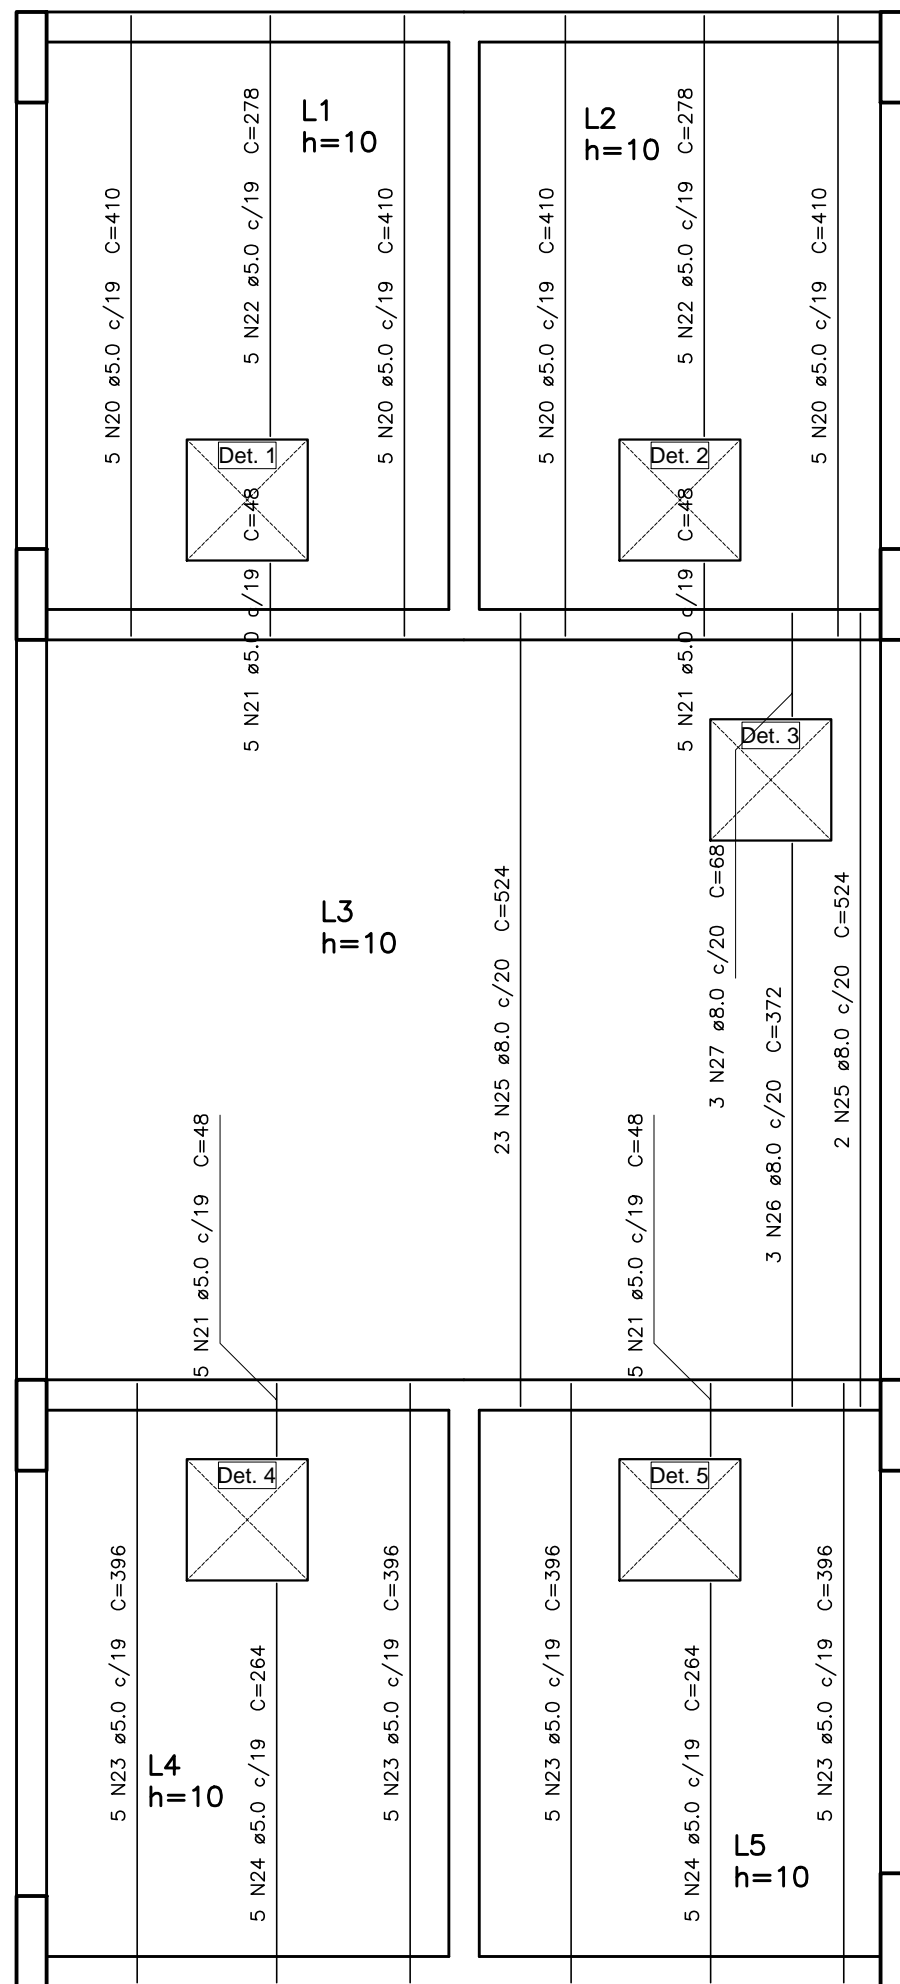 L1
h=10
L2
h=10
5 N20 ø5.0 c/19 C=410
5 N22 ø5.0 c/19 C=278
5 N20 ø5.0 c/19 C=410
5 N20 ø5.0 c/19 C=410
5 N22 ø5.0 c/19 C=278
5 N20 ø5.0 c/19 C=410
Det. 1
Det. 2
5 N21 ø5.0 c/19 C=48
5 N21 ø5.0 c/19 C=48
Det. 3
L3
h=10
23 N25 ø8.0 c/20 C=524
3 N27 ø8.0 c/20 C=68
3 N26 ø8.0 c/20 C=372
2 N25 ø8.0 c/20 C=524
5 N21 ø5.0 c/19 C=48
5 N21 ø5.0 c/19 C=48
Det. 4
Det. 5
5 N23 ø5.0 c/19 C=396
5 N24 ø5.0 c/19 C=264
5 N23 ø5.0 c/19 C=396
5 N23 ø5.0 c/19 C=396
5 N24 ø5.0 c/19 C=264
5 N23 ø5.0 c/19 C=396
L4
h=10
L5
h=10